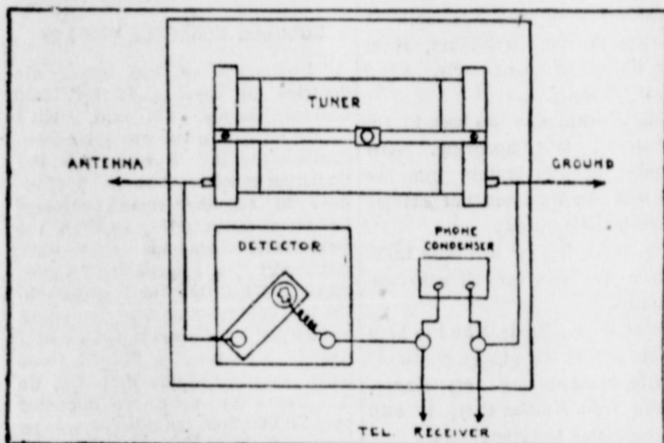 TUNER
ANTENNA
GROUND
DETECTOR
PHONE
CONDENSER
TEL. RECEIVER